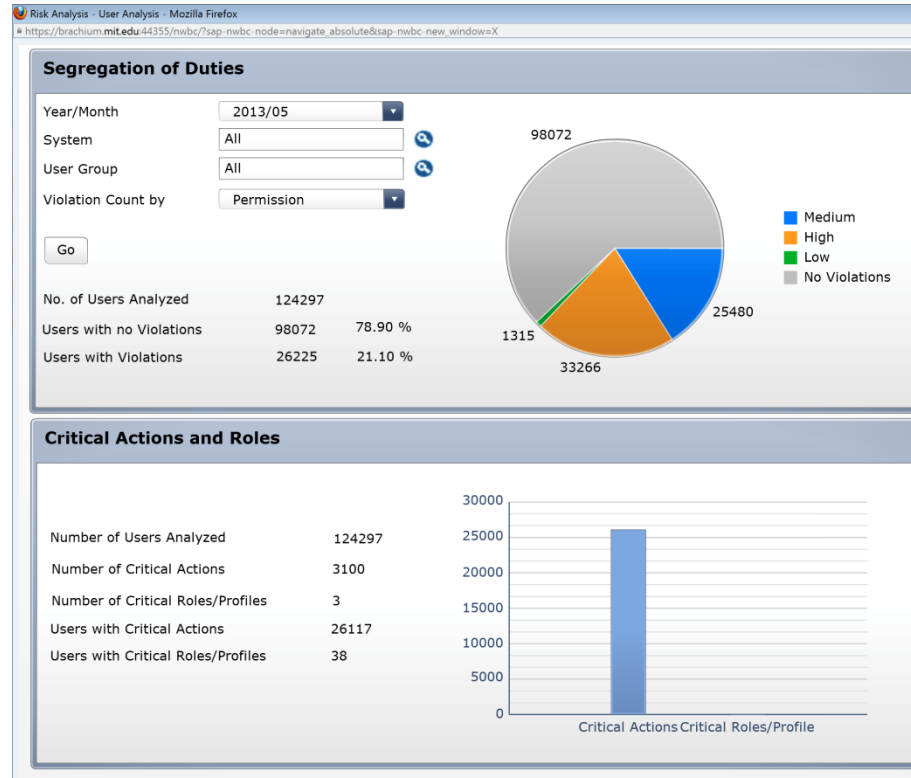 Risk Analysis - User Analysis - Mozilla Firefox
https://brachium.mit.edu:44355/nwbc/?sap-nwbc-node=navigate_absolute&sap-nwbc-new_window=X
Segregation of Duties
Year/Month 2013/05
System All
User Group All
Violation Count by Permission
Go
No. of Users Analyzed 124297
Users with no Violations 98072 78.90 %
Users with Violations 26225 21.10 %
98072
25480
1315
33266
Medium
High
Low
No Violations
Critical Actions and Roles
Number of Users Analyzed 124297
Number of Critical Actions 3100
Number of Critical Roles/Profiles 3
Users with Critical Actions 26117
Users with Critical Roles/Profiles 38
30000
25000
20000
15000
10000
5000
0
Critical Actions Critical Roles/Profile